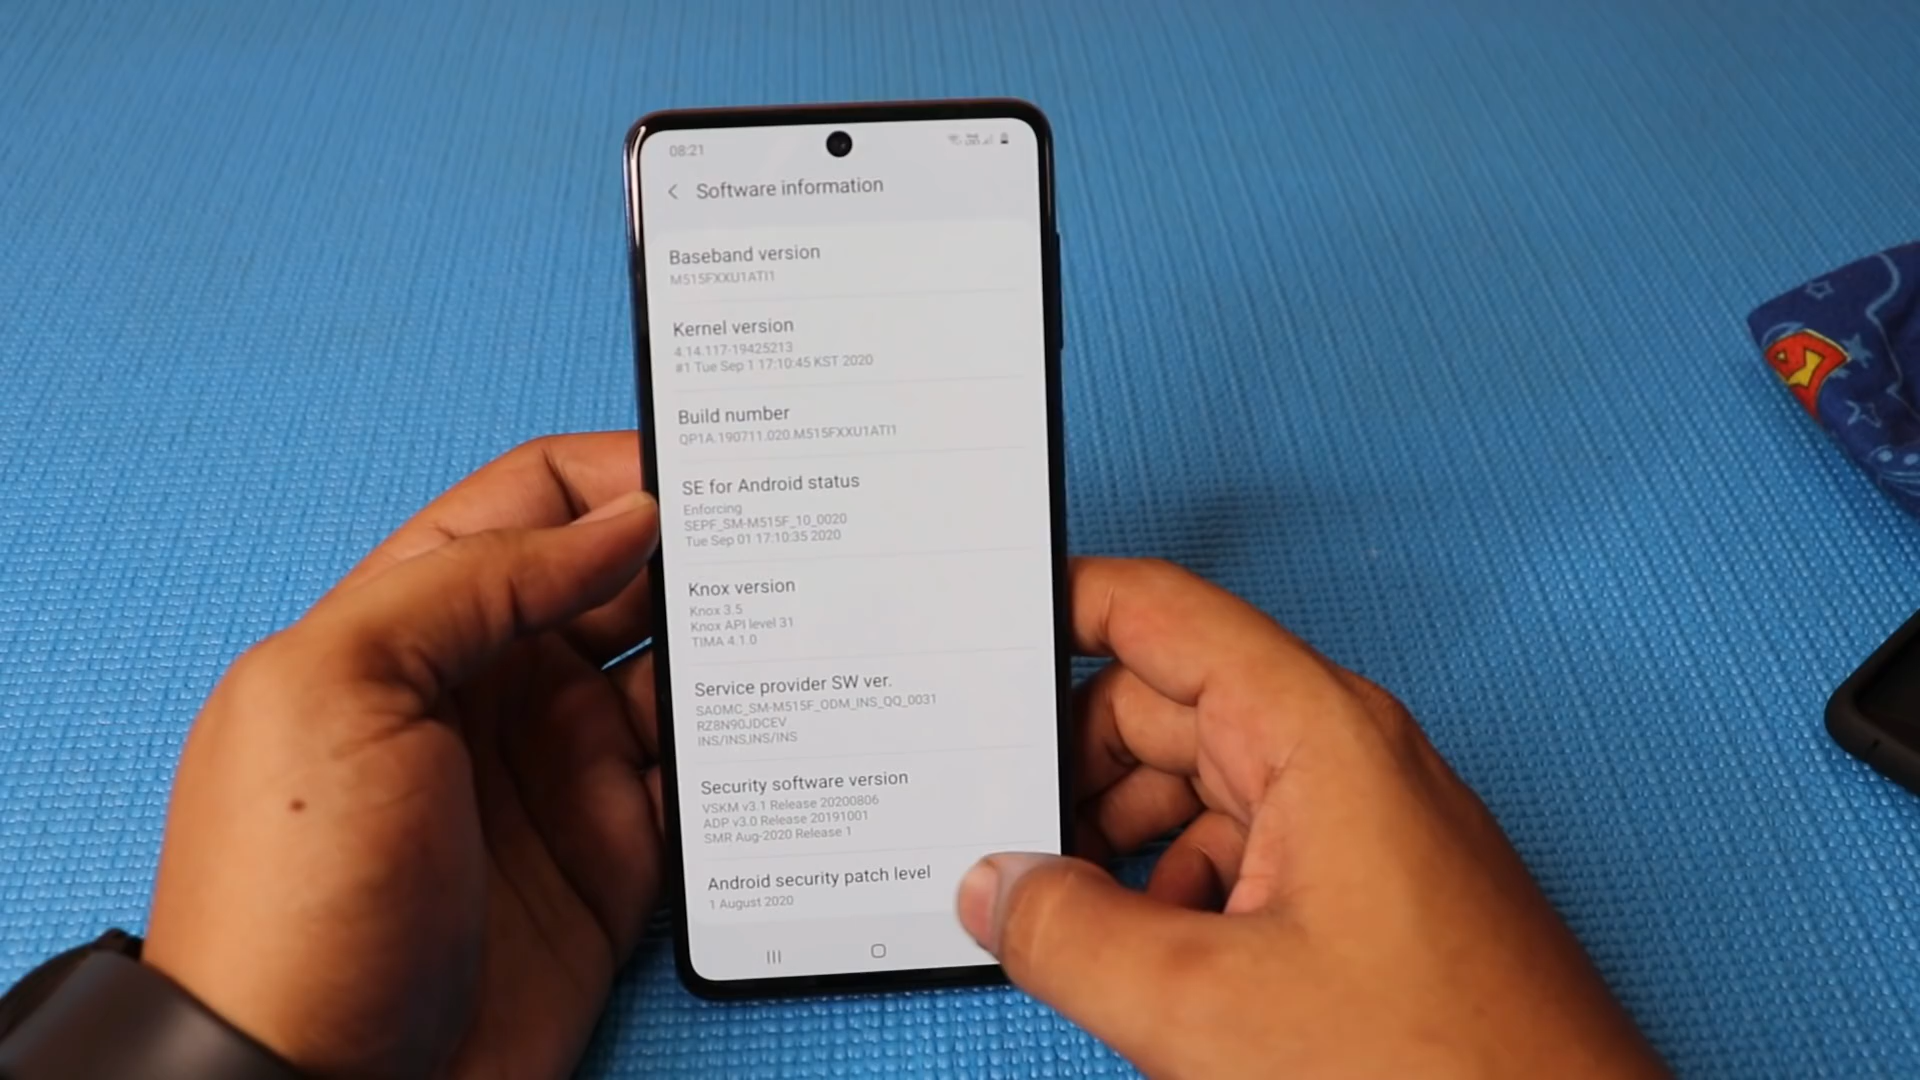 08:21
Software information
Baseband version
M515FXXU1ATI1
Kernel version
4.14.117-19425213
#1 Tue Sep 1 17:10:45 KST 2020
Build number
QP1A.190711.020.M515FXXU1ATI1
SE for Android status
Enforcing
SEPF_SM-M515F_10_0020
Tue Sep 01 17:10:35 2020
Knox version
Knox 3.5
Knox API level 31
TIMA 4.1.0
Service provider SW ver.
SAOMC_SM-M515F_ODM_INS_QQ_0031
RZ8N90JDCEV
INS/INS,INS/INS
Security software version
VSKM v3.1 Release 20200806
ADP v3.0 Release 20191001
SMR Aug-2020 Release 1
Android security patch level
1 August 2020